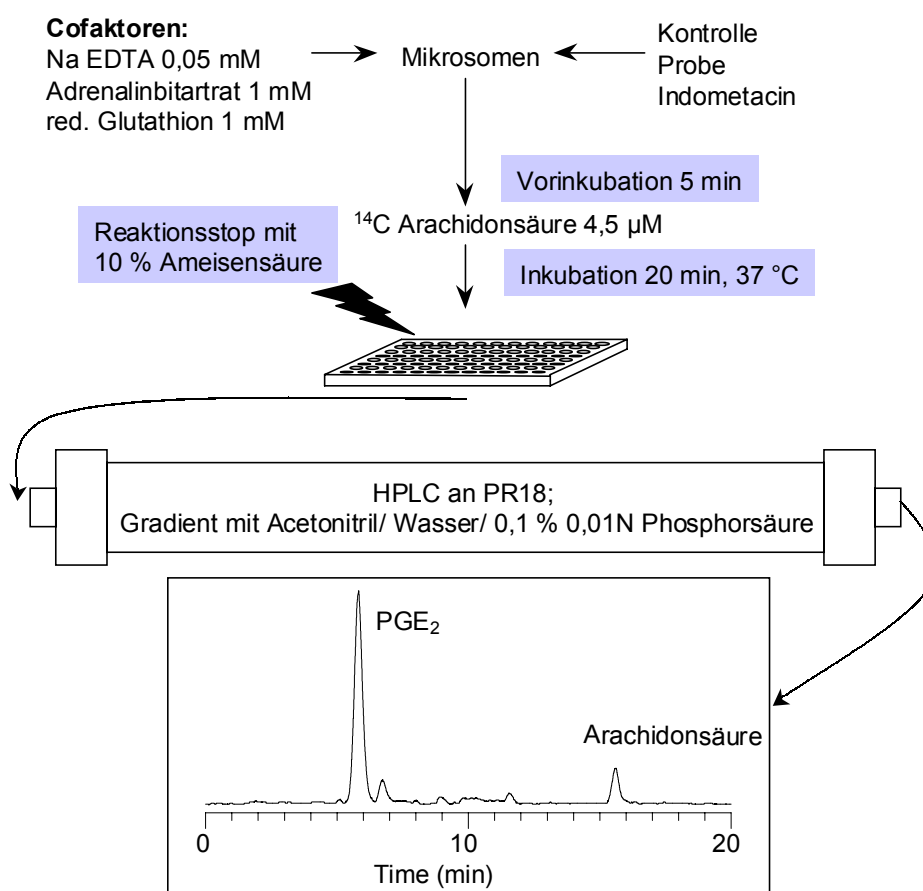 Cofaktoren:
Na EDTA 0,05 mM
Adrenalinbitartrat 1 mM
red. Glutathion 1 mM
Mikrosomen
Kontrolle
Probe
Indometacin
Vorinkubation 5 min
¹⁴C Arachidonsäure 4,5 µM
Reaktionsstop mit
10 % Ameisensäure
Inkubation 20 min, 37 °C
HPLC an PR18;
Gradient mit Acetonitril/ Wasser/ 0,1 % 0,01N Phosphorsäure
PGE₂
Arachidonsäure
0 10 20
Time (min)